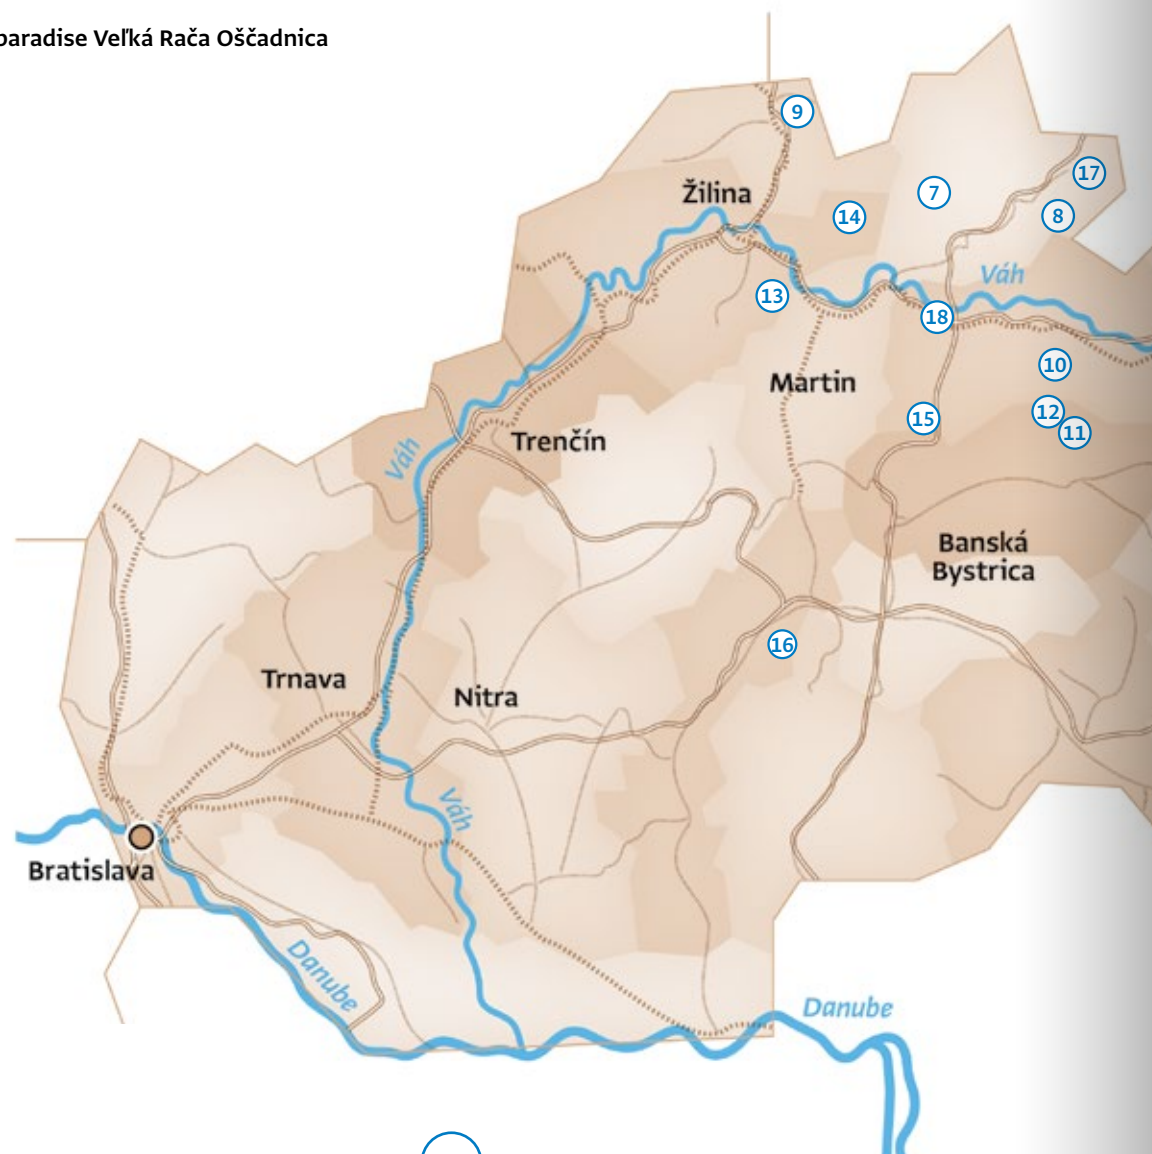 paradise Veľká Rača Oščadnica
9
17
Žilina
7
14
8
Váh
13
18
10
Martin
12
15
11
Trenčín
Váh
Banská
Bystrica
16
Trnava
Nitra
Váh
Bratislava
Danube
Danube